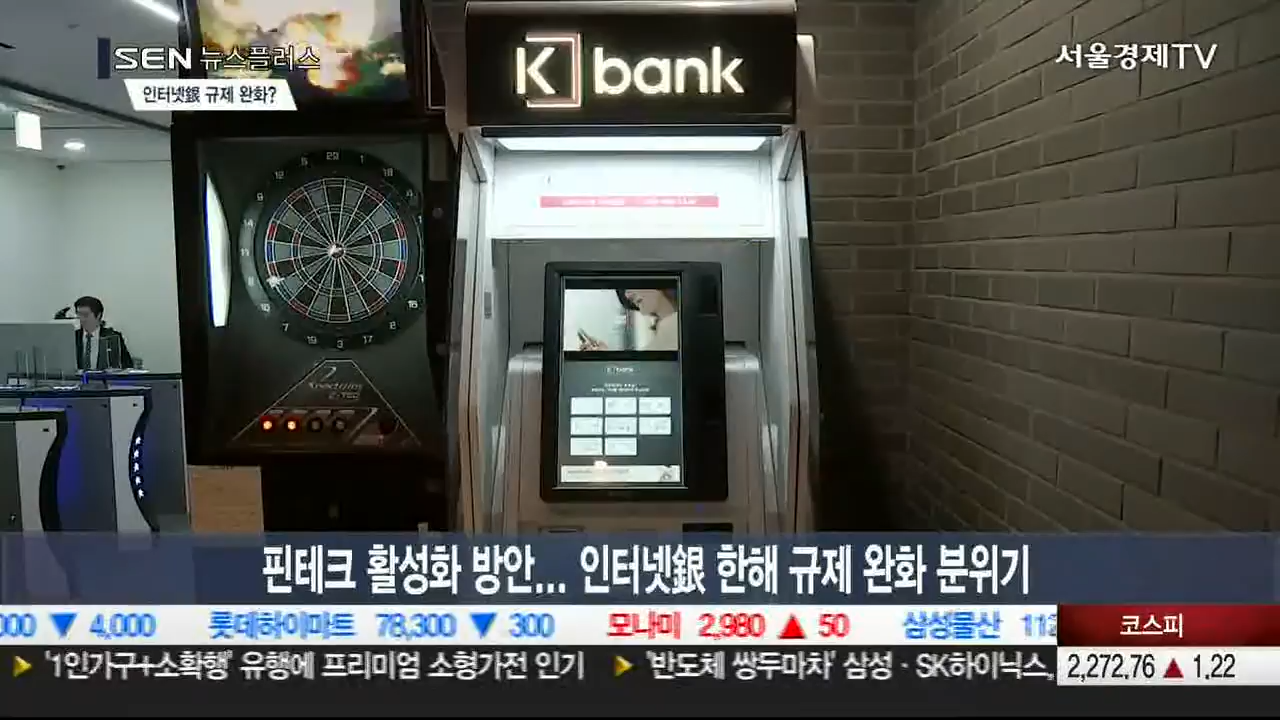 SEN 뉴스플러스
서울경제TV
인터넷銀 규제 완화?
K bank
핀테크 활성화 방안... 인터넷銀 한해 규제 완화 분위기
000 ▼ 4,000 롯데하이마트 78,300 ▼ 300 모나미 2,980 ▲ 50 삼성물산 112
코스피
'1인가구+소확행' 유행에 프리미엄 소형가전 인기 '반도체 쌍두마차' 삼성·SK하이닉스,
2,272.76 ▲ 1.22